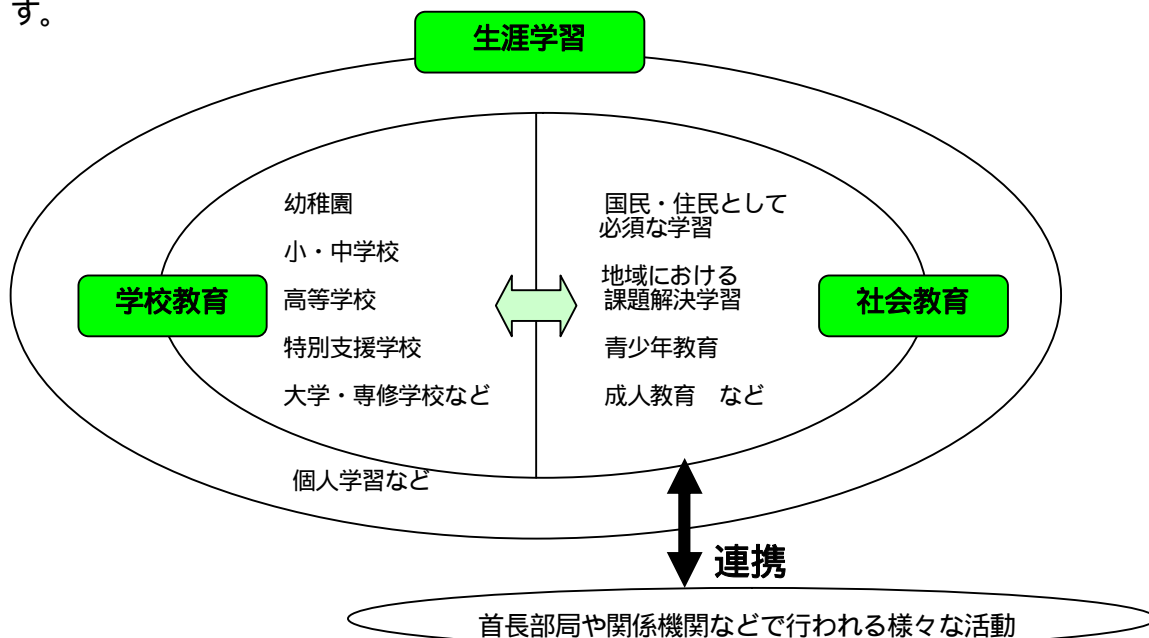 す。
生涯学習
幼稚園
小・中学校
高等学校
特別支援学校
大学・専修学校など
学校教育
国民・住民として
必須な学習
地域における
課題解決学習
青少年教育
成人教育　など
社会教育
個人学習など
連携
首長部局や関係機関などで行われる様々な活動